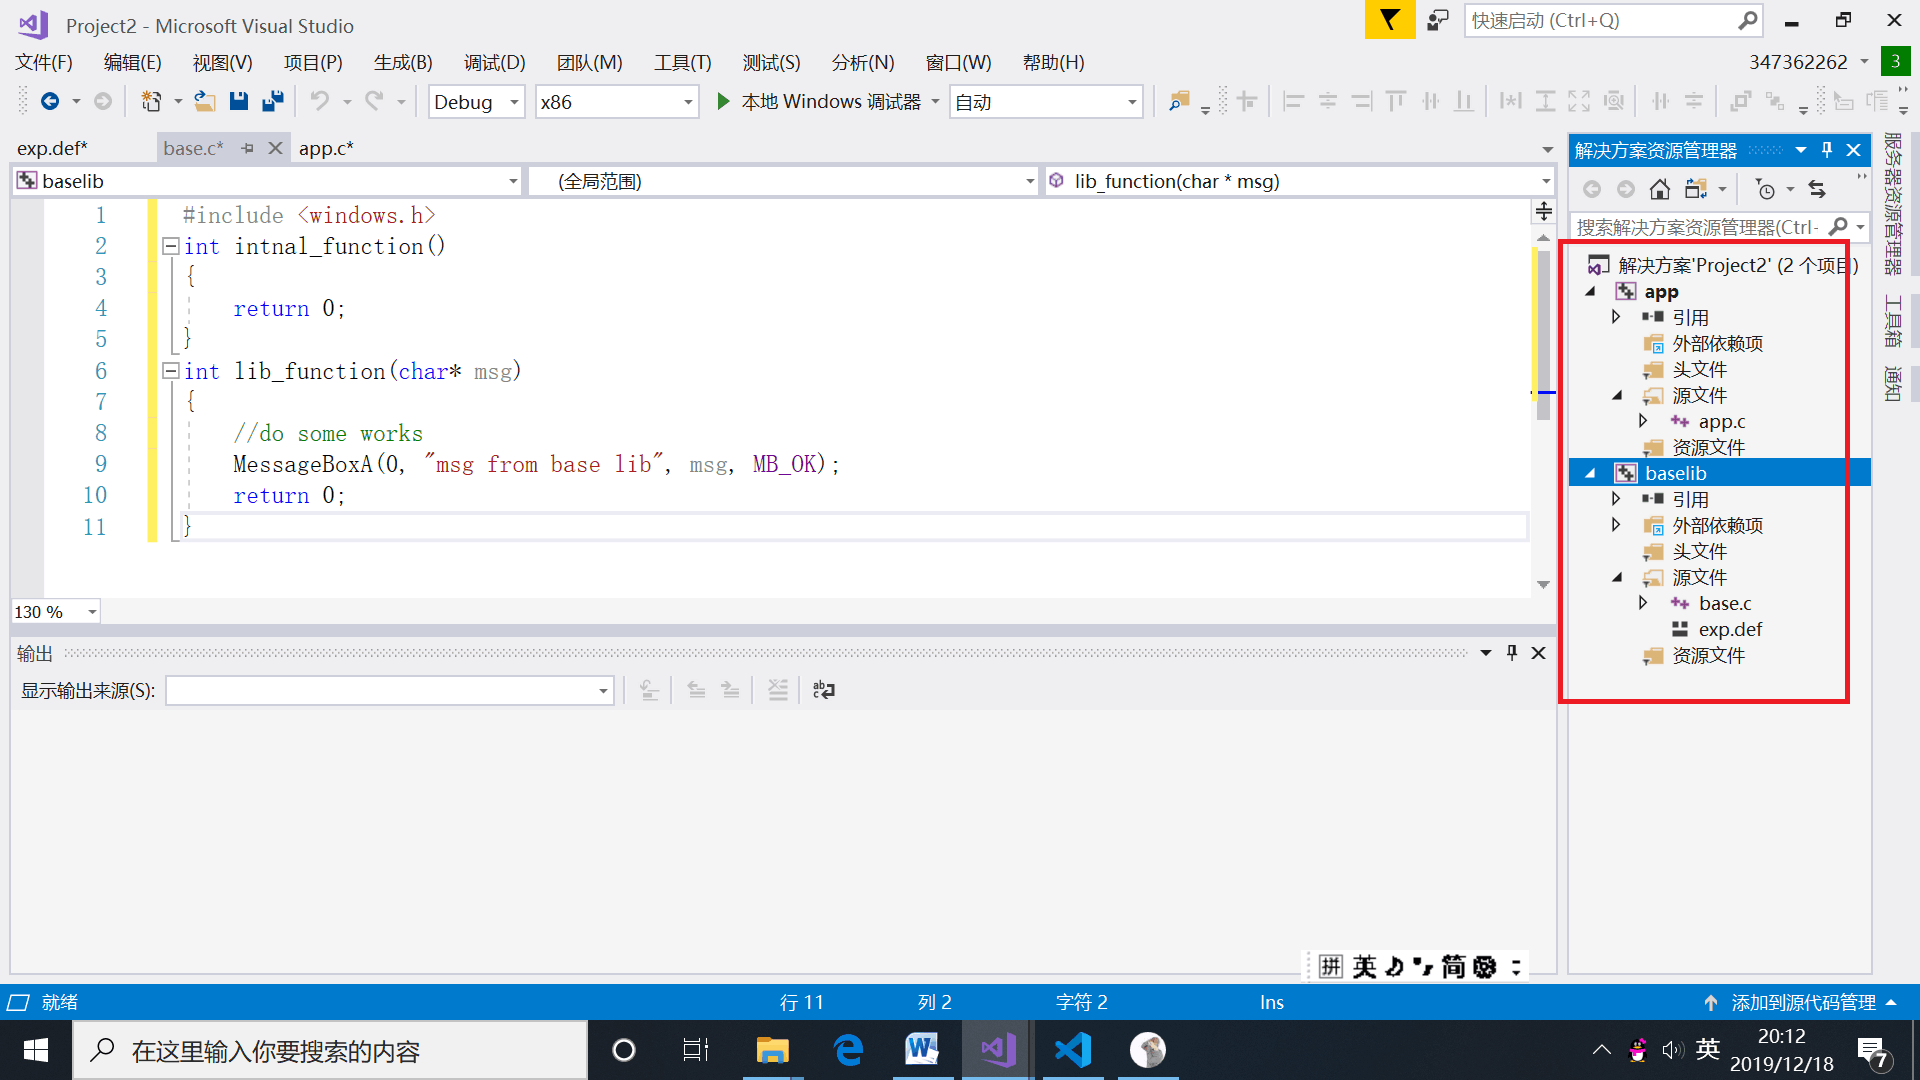 Project2 - Microsoft Visual Studio
快速启动 (Ctrl+Q)
文件(F) 编辑(E) 视图(V) 项目(P) 生成(B) 调试(D) 团队(M) 工具(T) 测试(S) 分析(N) 窗口(W) 帮助(H)
347362262 3
Debug x86 本地 Windows 调试器 自动
exp.def* base.c* app.c*
baselib (全局范围) lib_function(char * msg)
1 #include <windows.h>
2 int intnal_function()
3 {
4 return 0;
5 }
6 int lib_function(char* msg)
7 {
8 //do some works
9 MessageBoxA(0, "msg from base lib", msg, MB_OK);
10 return 0;
11 }
130 %
输出
显示输出来源(S):
解决方案资源管理器
搜索解决方案资源管理器(Ctrl-
解决方案'Project2' (2 个项目)
app
引用
外部依赖项
头文件
源文件
app.c
资源文件
baselib
引用
外部依赖项
头文件
源文件
base.c
exp.def
资源文件
服务器资源管理器
工具箱
通知
拼 英 简
就绪 行 11 列 2 字符 2 Ins 添加到源代码管理
在这里输入你要搜索的内容
英
20:12
2019/12/18
7